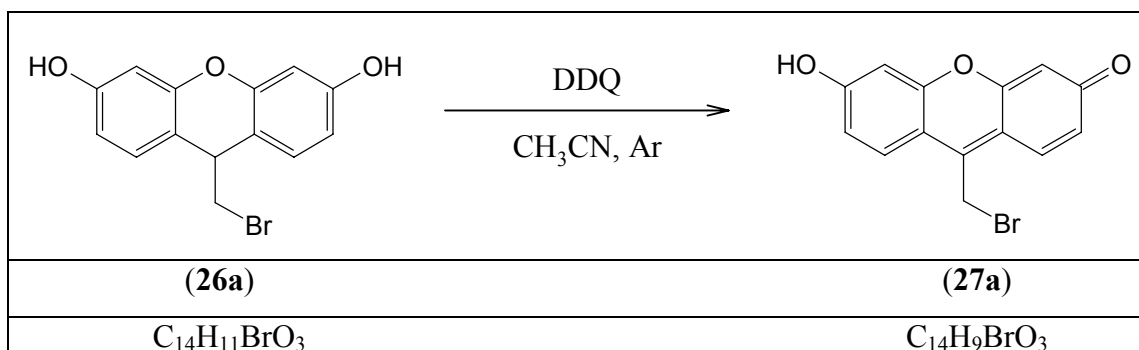 HO O OH
Br
DDQ
CH₃CN, Ar
HO O O
Br
(26a) (27a)
C₁₄H₁₁BrO₃ C₁₄H₉BrO₃